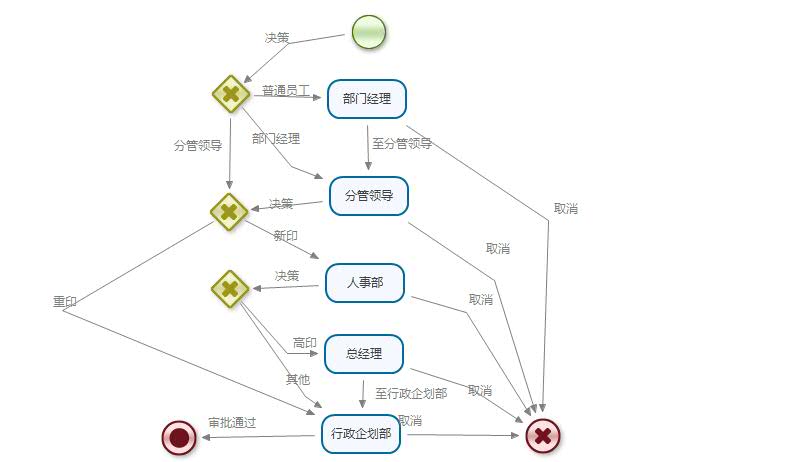 决策
普通员工
部门经理
分管领导
部门经理
至分管领导
决策
分管领导
取消
新印
取消
决策
人事部
重印
取消
高印
总经理
其他
至行政企划部
取消
审批通过
行政企划部
取消